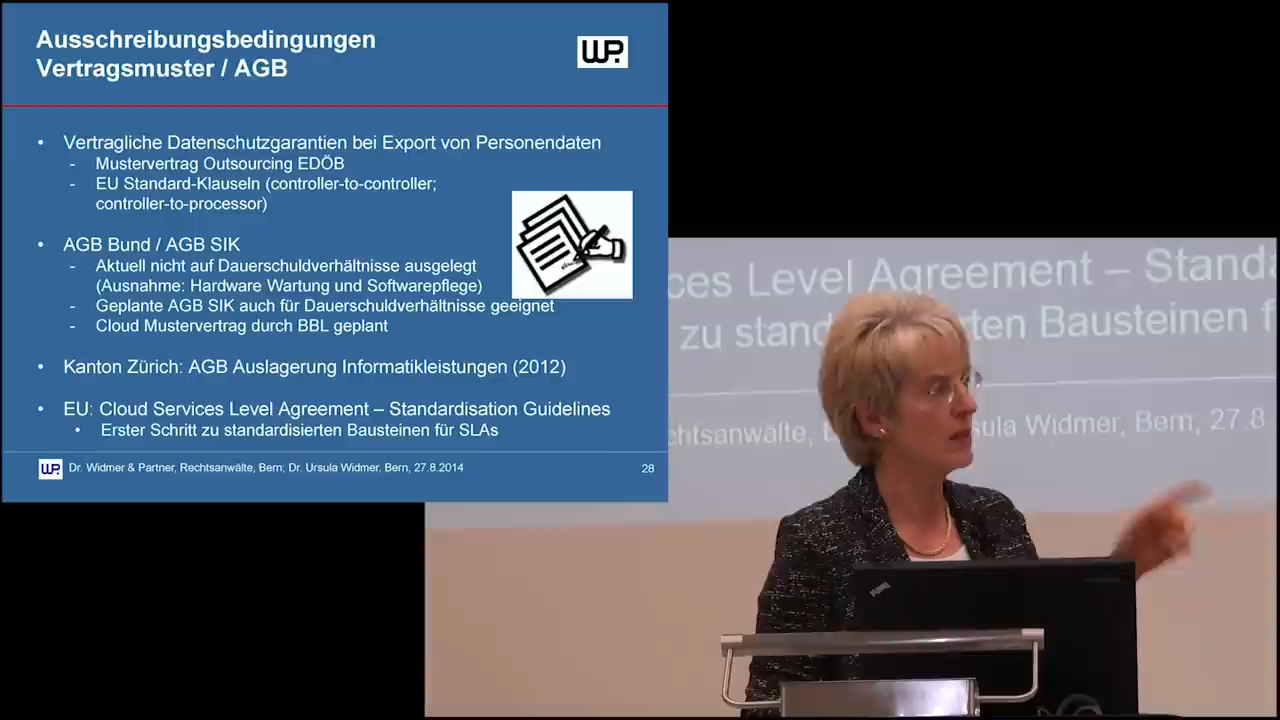 Ausschreibungsbedingungen
Vertragsmuster / AGB
WP.
• Vertragliche Datenschutzgarantien bei Export von Personendaten
- Mustervertrag Outsourcing EDÖB
- EU Standard-Klauseln (controller-to-controller;
controller-to-processor)
• AGB Bund / AGB SIK
- Aktuell nicht auf Dauerschuldverhältnisse ausgelegt
(Ausnahme: Hardware Wartung und Softwarepflege)
- Geplante AGB SIK auch für Dauerschuldverhältnisse geeignet
- Cloud Mustervertrag durch BBL geplant
• Kanton Zürich: AGB Auslagerung Informatikleistungen (2012)
• EU: Cloud Services Level Agreement – Standardisation Guidelines
• Erster Schritt zu standardisierten Bausteinen für SLAs
WP. Dr. Widmer & Partner, Rechtsanwälte, Bern: Dr. Ursula Widmer, Bern, 27.8.2014
28
ces Level Agreement – Standa
zu stand rten Bausteinen f
chtsanwälte, sula Widmer, Bern, 27.8